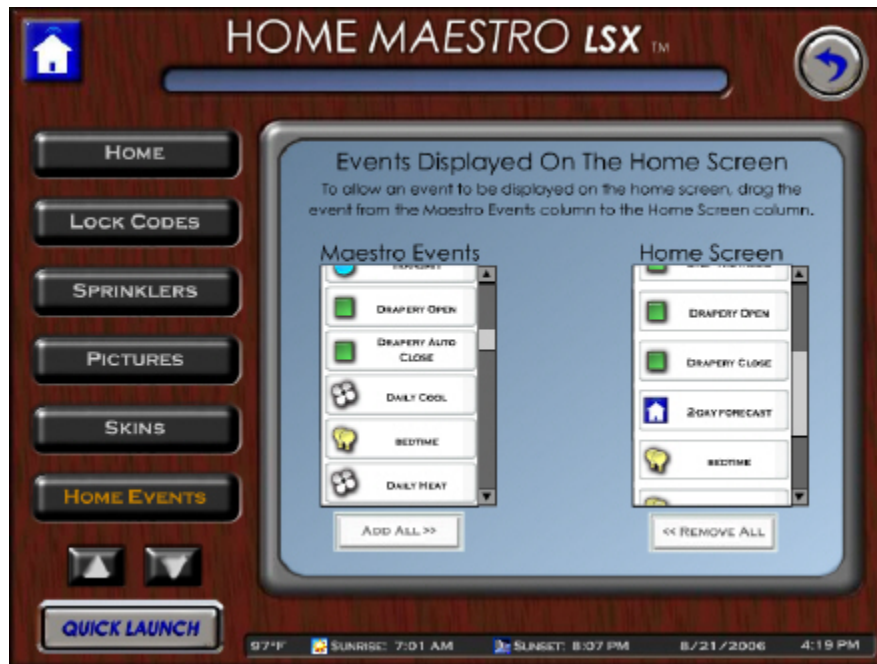 HOME MAESTRO LSX TM
HOME
LOCK CODES
SPRINKLERS
PICTURES
SKINS
HOME EVENTS
QUICK LAUNCH
Events Displayed On The Home Screen
To allow an event to be displayed on the home screen, drag the
event from the Maestro Events column to the Home Screen column.
Maestro Events
DRAPERY OPEN
DRAPERY AUTO
CLOSE
DAILY COOL
BEDTIME
DAILY HEAT
ADD ALL >>
Home Screen
DRAPERY OPEN
DRAPERY CLOSE
2-DAY FORECAST
BEDTIME
<< REMOVE ALL
97°F SUNRISE: 7:01 AM SUNSET: 8:07 PM 8/21/2006 4:19 PM